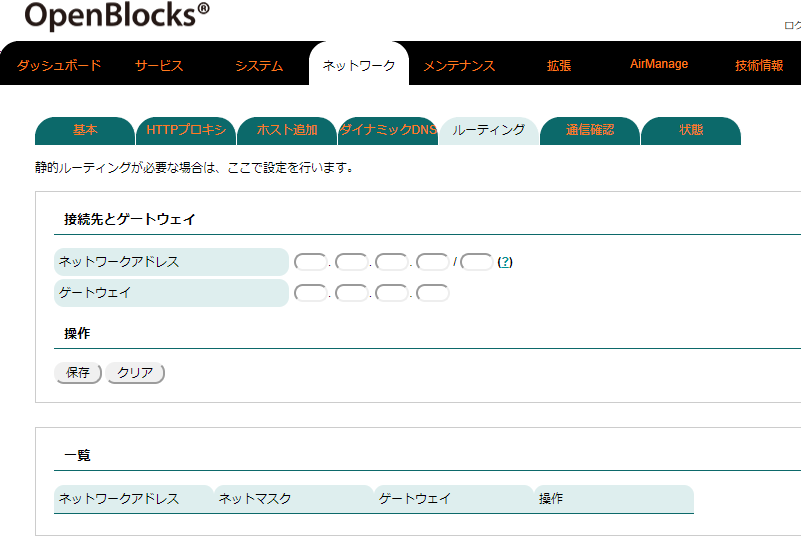 OpenBlocks®
ログ
ダッシュボード サービス システム ネットワーク メンテナンス 拡張 AirManage 技術情報
基本 HTTPプロキシ ホスト追加 ダイナミックDNS ルーティング 通信確認 状態
静的ルーティングが必要な場合は、ここで設定を行います。
接続先とゲートウェイ
ネットワークアドレス . . . / (?)
ゲートウェイ . . .
操作
保存 クリア
一覧
ネットワークアドレス ネットマスク ゲートウェイ 操作